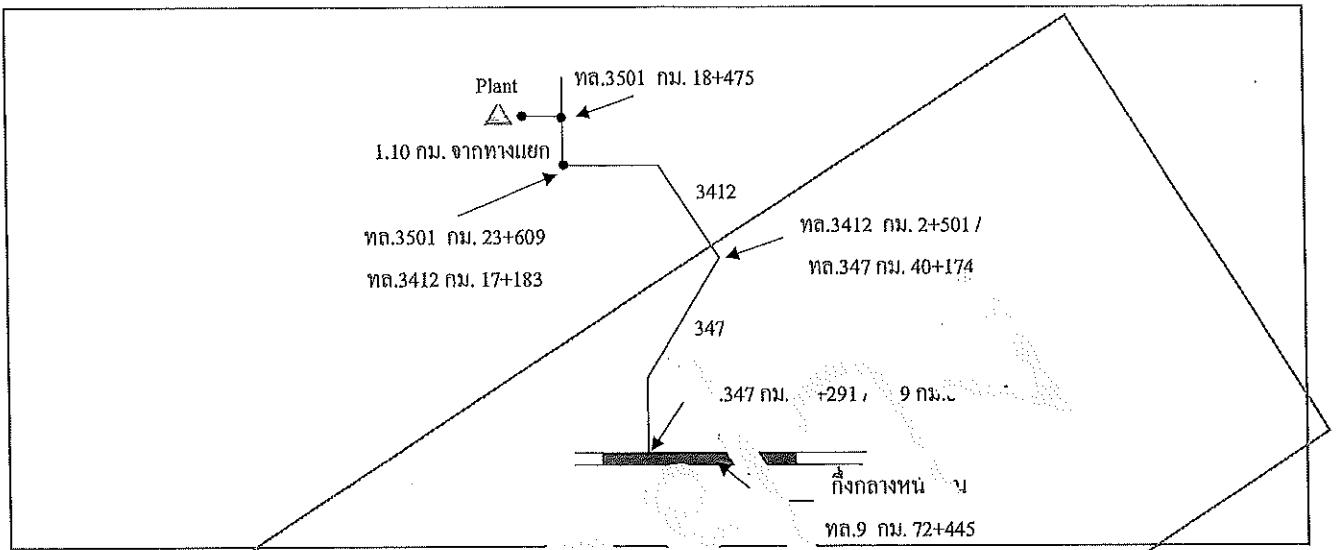 Plant
ทล.3501 กม. 18+475
1.10 กม. จากทางแยก
3412
ทล.3501 กม. 23+609
ทล.3412 กม. 17+183
ทล.3412 กม. 2+501 /
ทล.347 กม. 40+174
347
.347 กม. +291 / 9 กม.
กึ่งกลางหน
ทล.9 กม. 72+445